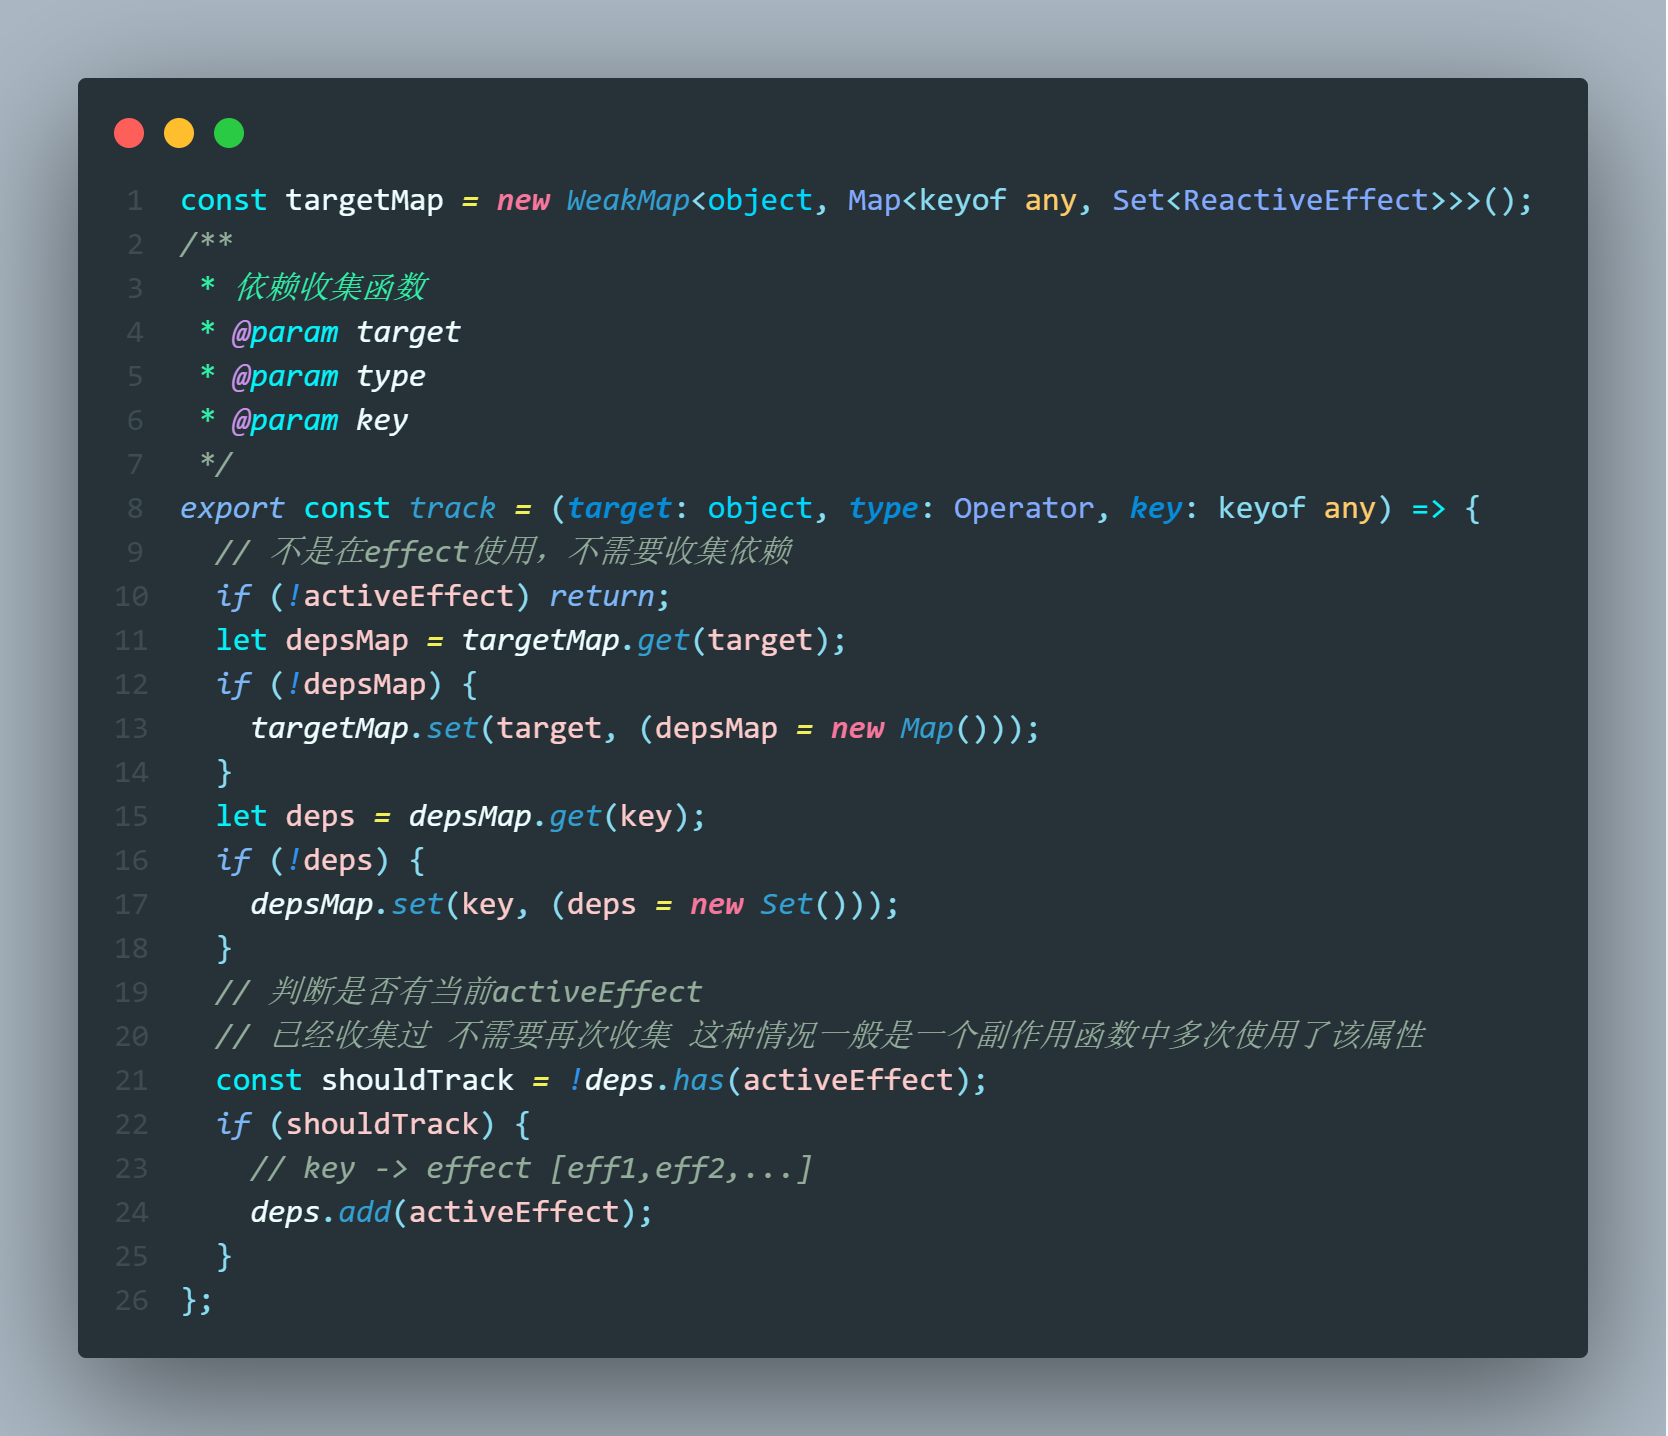 1 const targetMap = new WeakMap<object, Map<keyof any, Set<ReactiveEffect>>>();
2 /**
3  * 依赖收集函数
4  * @param target
5  * @param type
6  * @param key
7  */
8 export const track = (target: object, type: Operator, key: keyof any) => {
9   // 不是在effect使用，不需要收集依赖
10   if (!activeEffect) return;
11   let depsMap = targetMap.get(target);
12   if (!depsMap) {
13     targetMap.set(target, (depsMap = new Map()));
14   }
15   let deps = depsMap.get(key);
16   if (!deps) {
17     depsMap.set(key, (deps = new Set()));
18   }
19   // 判断是否有当前activeEffect
20   // 已经收集过 不需要再次收集 这种情况一般是一个副作用函数中多次使用了该属性
21   const shouldTrack = !deps.has(activeEffect);
22   if (shouldTrack) {
23     // key -> effect [eff1,eff2,...]
24     deps.add(activeEffect);
25   }
26 };